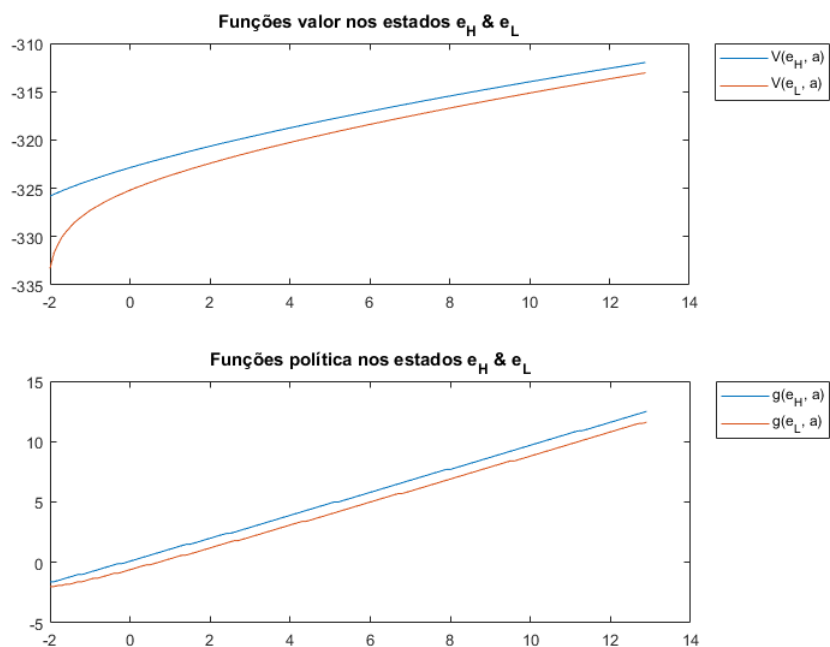 Funções valor nos estados e_H & e_L
-310
-315
-320
-325
-330
-335
-2 0 2 4 6 8 10 12 14
V(e_H, a)
V(e_L, a)
Funções política nos estados e_H & e_L
15
10
5
0
-5
-2 0 2 4 6 8 10 12 14
g(e_H, a)
g(e_L, a)